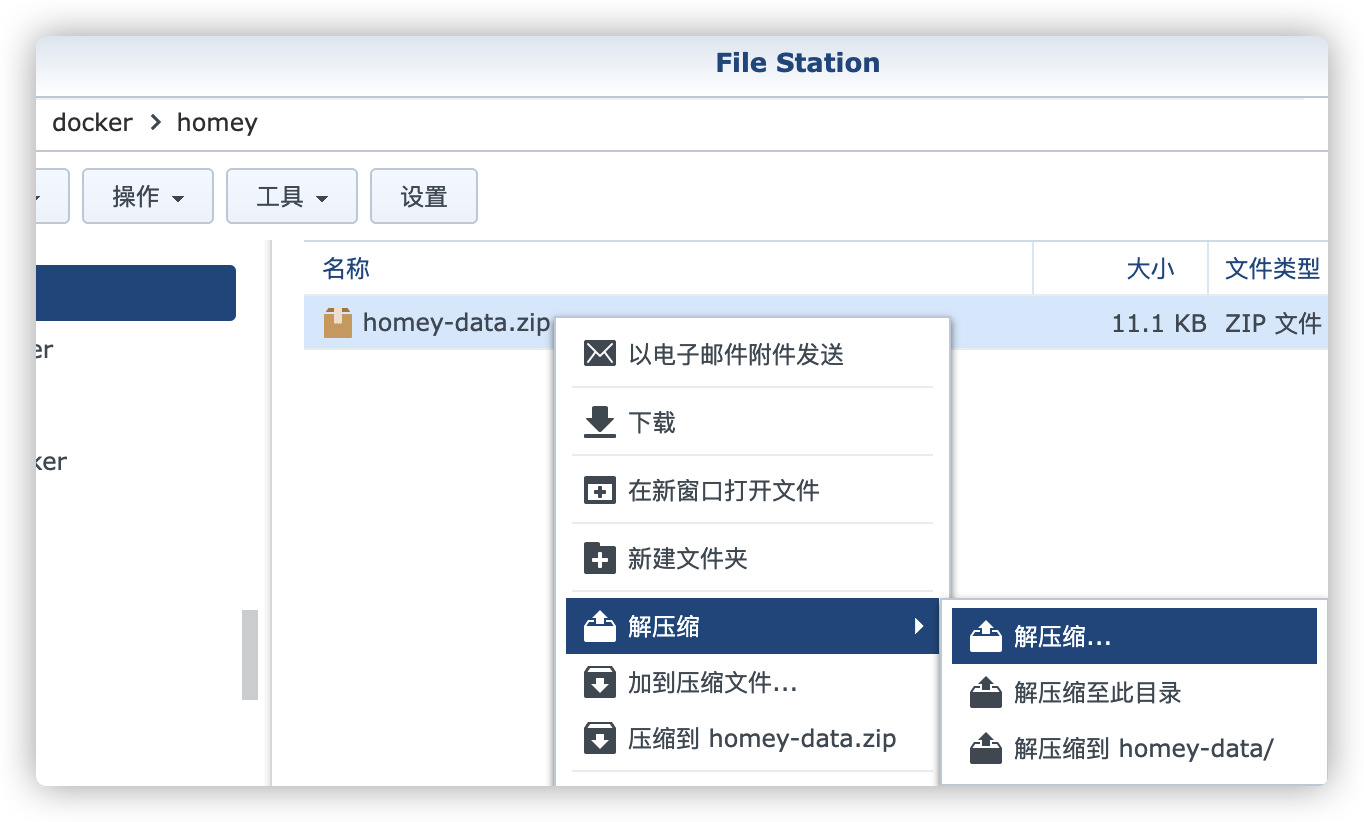 File Station
docker > homey
操作
工具
设置
名称
大小
文件类型
homey-data.zip
11.1 KB
ZIP 文件
er
ker
以电子邮件附件发送
下载
在新窗口打开文件
新建文件夹
解压缩
加到压缩文件...
压缩到 homey-data.zip
解压缩...
解压缩至此目录
解压缩到 homey-data/